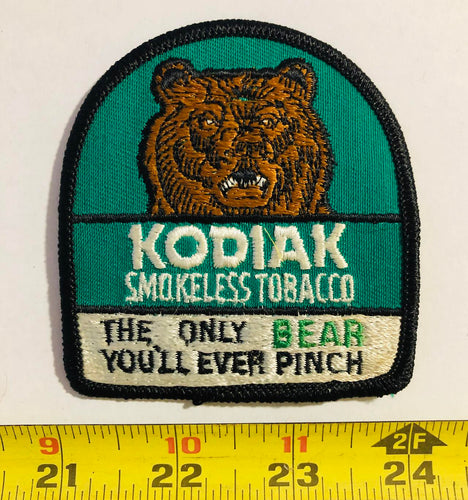 KODIAK
SMOKELESS TOBACCO
THE ONLY BEAR
YOU'LL EVER PINCH
9 10 11 2F
21 22 23 24